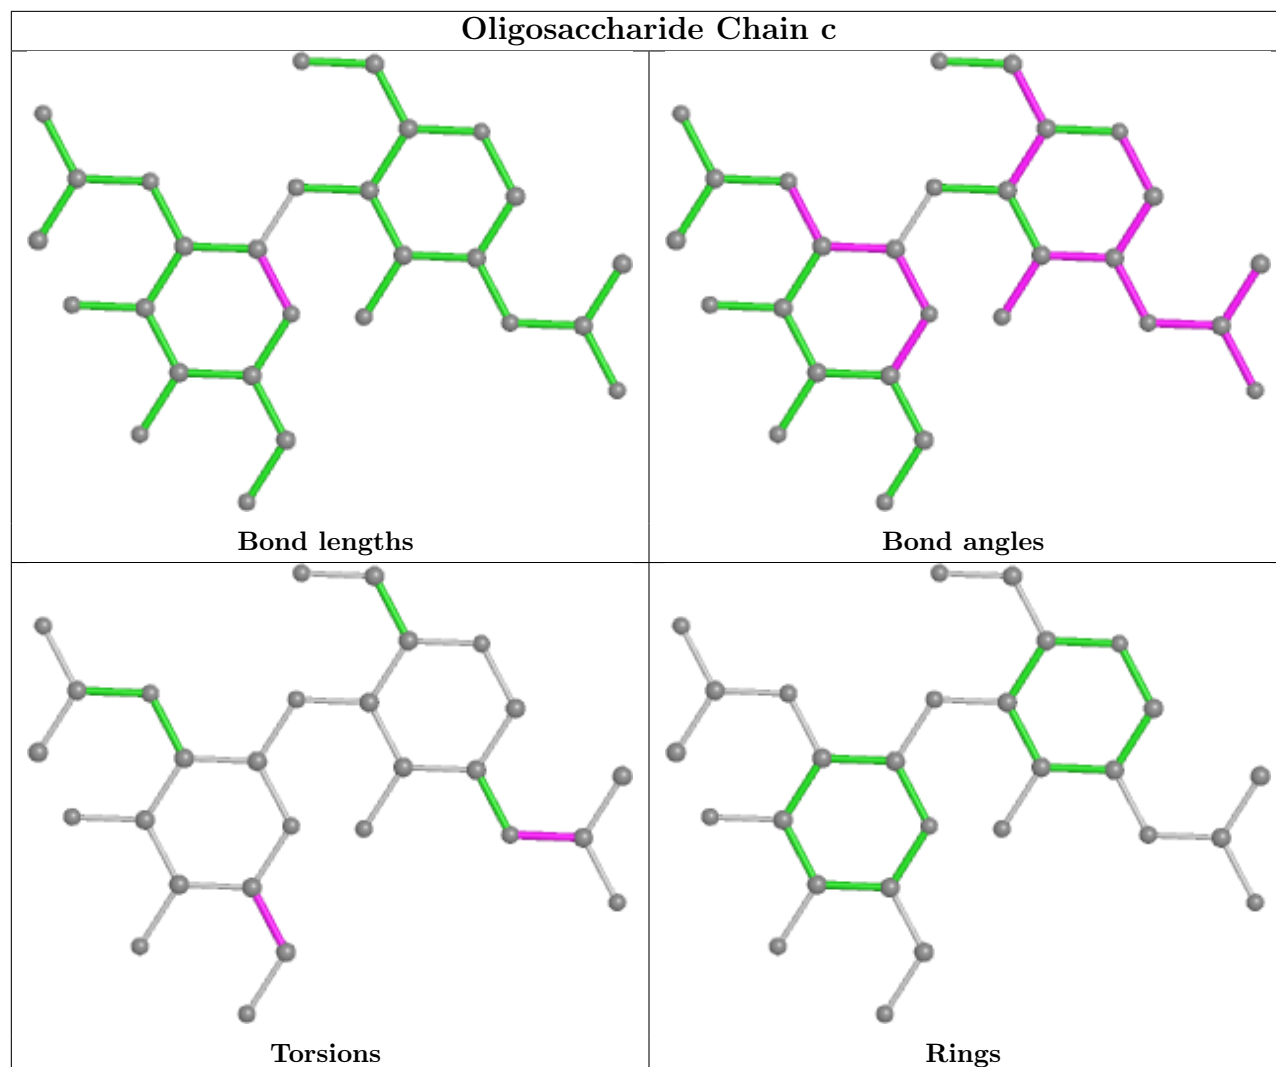 Oligosaccharide Chain c
Bond lengths
Bond angles
Torsions
Rings